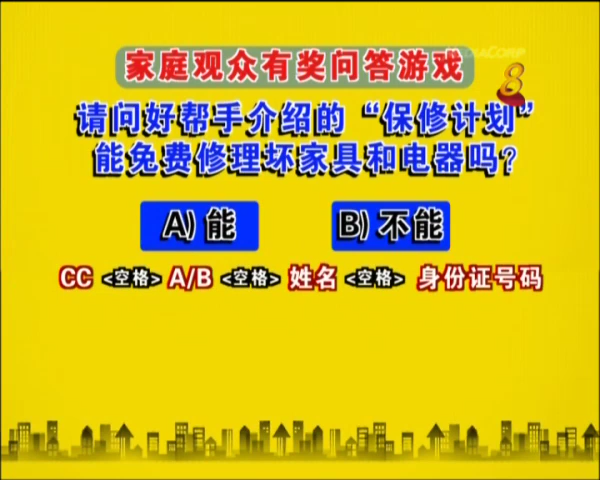 家庭观众有奖问答游戏
MEDIACORP
8
请问好帮手介绍的“保修计划”
能免费修理坏家具和电器吗?
A) 能
B) 不能
CC <空格> A/B <空格> 姓名 <空格> 身份证号码